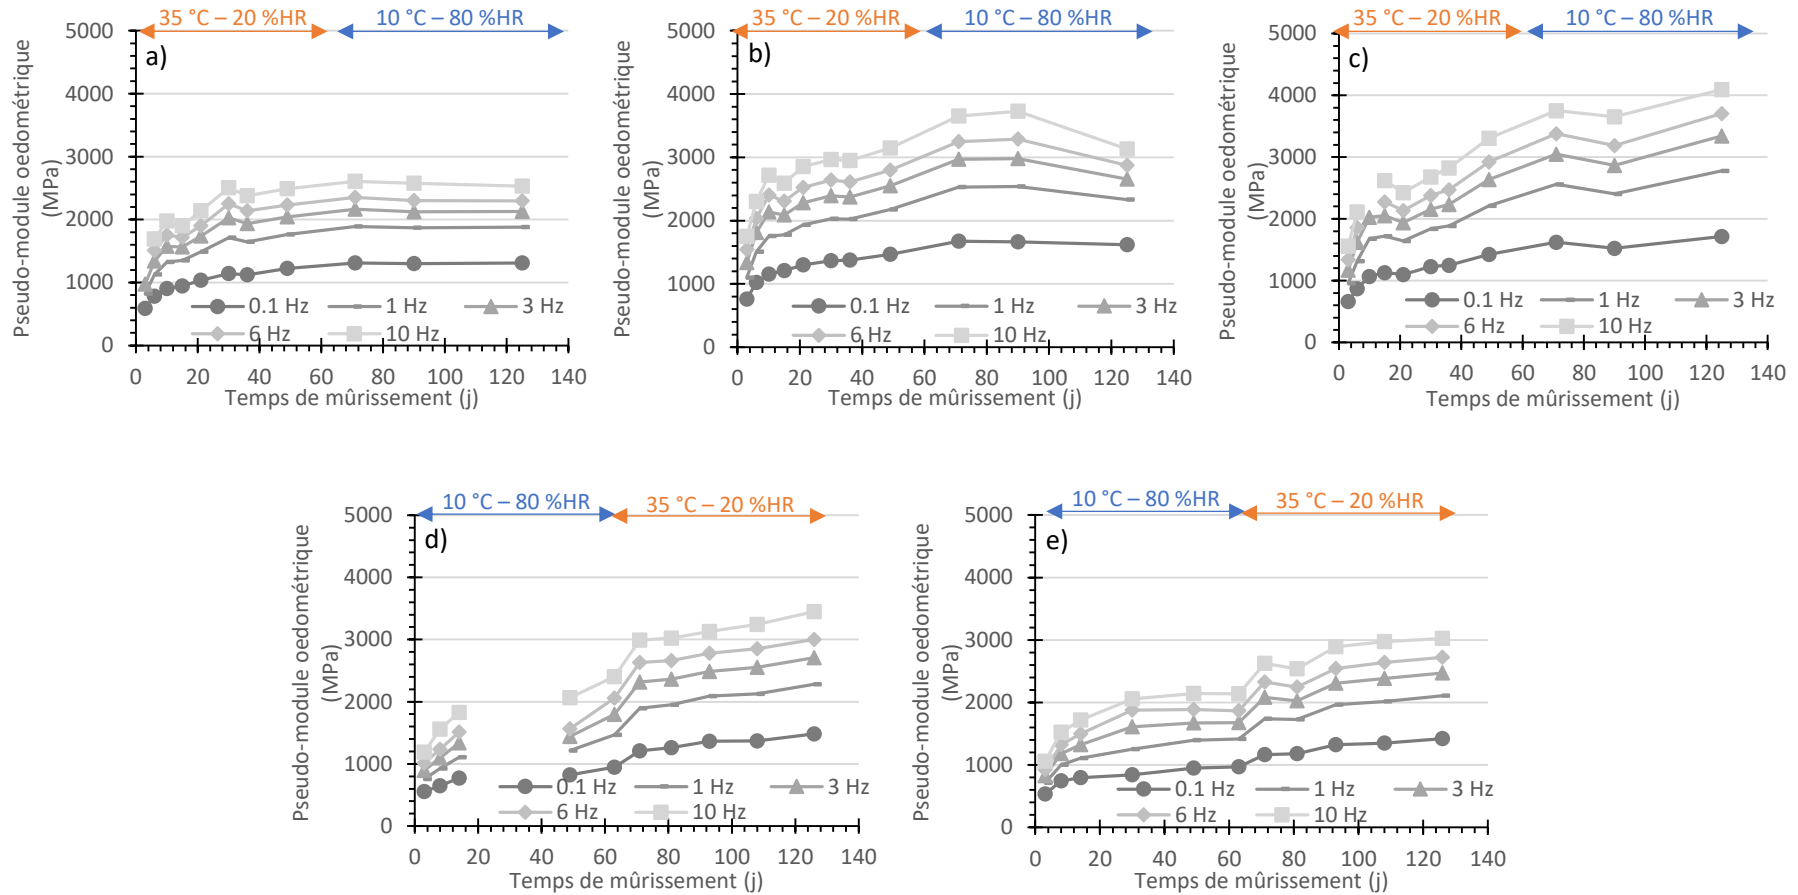 35 °C – 20 %HR 10 °C – 80 %HR
a)
Pseudo-module oedométrique
(MPa)
5000
4000
3000
2000
1000
0
0.1 Hz 1 Hz 3 Hz
6 Hz 10 Hz
0 20 40 60 80 100 120 140
Temps de mûrissement (j)
35 °C – 20 %HR 10 °C – 80 %HR
b)
Pseudo-module oedométrique
(MPa)
5000
4000
3000
2000
1000
0
0.1 Hz 1 Hz 3 Hz
6 Hz 10 Hz
0 20 40 60 80 100 120 140
Temps de mûrissement (j)
35 °C – 20 %HR 10 °C – 80 %HR
c)
Pseudo-module oedométrique
(MPa)
5000
4000
3000
2000
1000
0
0.1 Hz 1 Hz 3 Hz
6 Hz 10 Hz
0 20 40 60 80 100 120 140
Temps de mûrissement (j)
10 °C – 80 %HR 35 °C – 20 %HR
d)
Pseudo-module oedométrique
(MPa)
5000
4000
3000
2000
1000
0
0.1 Hz 1 Hz 3 Hz
6 Hz 10 Hz
0 20 40 60 80 100 120 140
Temps de mûrissement (j)
10 °C – 80 %HR 35 °C – 20 %HR
e)
Pseudo-module oedométrique
(MPa)
5000
4000
3000
2000
1000
0
0.1 Hz 1 Hz 3 Hz
6 Hz 10 Hz
0 20 40 60 80 100 120 140
Temps de mûrissement (j)